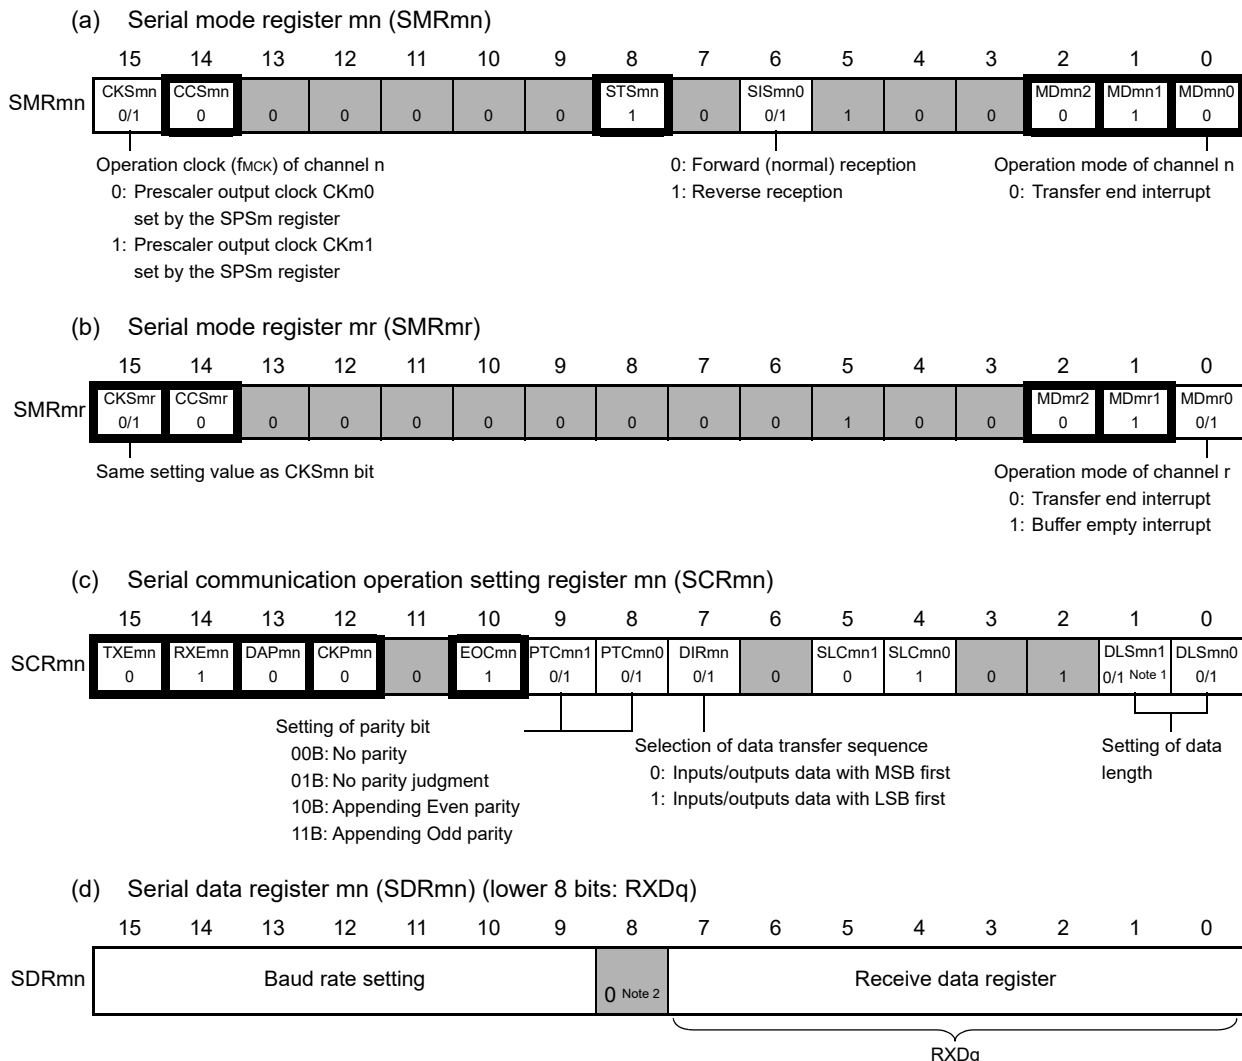 (a) Serial mode register mn (SMRmn)
15 14 13 12 11 10 9 8 7 6 5 4 3 2 1 0
CKSmn CCSmn STSmn SISmn0 MDmn2 MDmn1 MDmn0
SMRmn 0/1 0 0 0 0 0 0 1 0 0/1 1 0 0 0 1 0
Operation clock (fMCK) of channel n
0: Prescaler output clock CKm0
set by the SPSm register
1: Prescaler output clock CKm1
set by the SPSm register
0: Forward (normal) reception
1: Reverse reception
Operation mode of channel n
0: Transfer end interrupt
(b) Serial mode register mr (SMRmr)
15 14 13 12 11 10 9 8 7 6 5 4 3 2 1 0
CKSmr CCSmr MDmr2 MDmr1 MDmr0
SMRmr 0/1 0 0 0 0 0 0 0 0 0 1 0 0 0 1 0/1
Same setting value as CKSmn bit
Operation mode of channel r
0: Transfer end interrupt
1: Buffer empty interrupt
(c) Serial communication operation setting register mn (SCRmn)
15 14 13 12 11 10 9 8 7 6 5 4 3 2 1 0
TXEmn RXEmn DAPmn CKPmn EOCmn PTCmn1 PTCmn0 DIRmn SLCmn1 SLCmn0 DLSmn1 DLSmn0
SCRmn 0 1 0 0 0 1 0/1 0/1 0/1 0 0 1 0 1 0/1 Note 1 0/1
Setting of parity bit
00B: No parity
01B: No parity judgment
10B: Appending Even parity
11B: Appending Odd parity
Selection of data transfer sequence
0: Inputs/outputs data with MSB first
1: Inputs/outputs data with LSB first
Setting of data
length
(d) Serial data register mn (SDRmn) (lower 8 bits: RXDq)
15 14 13 12 11 10 9 8 7 6 5 4 3 2 1 0
SDRmn Baud rate setting 0 Note 2 Receive data register
RXDq